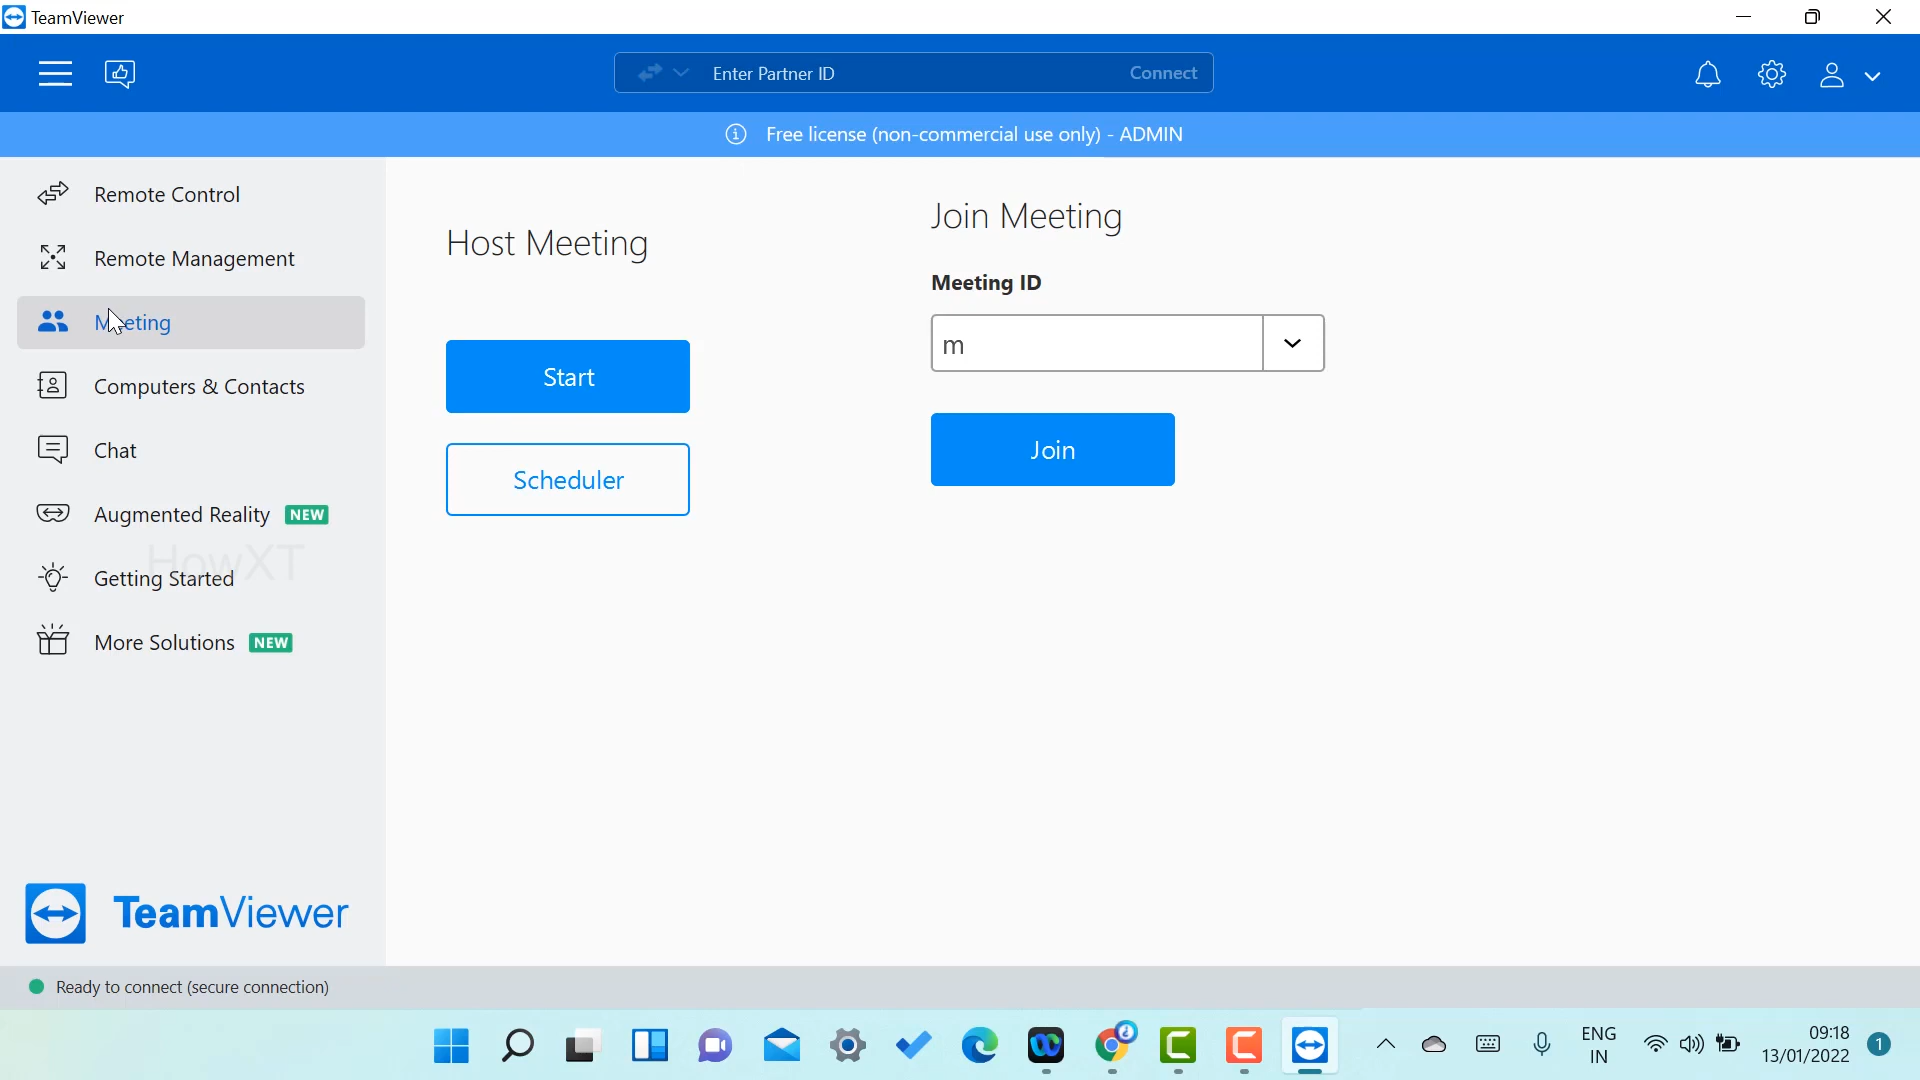 TeamViewer
Enter Partner ID
Connect
Free license (non-commercial use only) - ADMIN
Remote Control
Remote Management
Meeting
Computers & Contacts
Chat
Augmented Reality NEW
HowXT
Getting Started
More Solutions NEW
Host Meeting
Start
Scheduler
Join Meeting
Meeting ID
m
Join
TeamViewer
Ready to connect (secure connection)
ENG
IN
09:18
13/01/2022
1